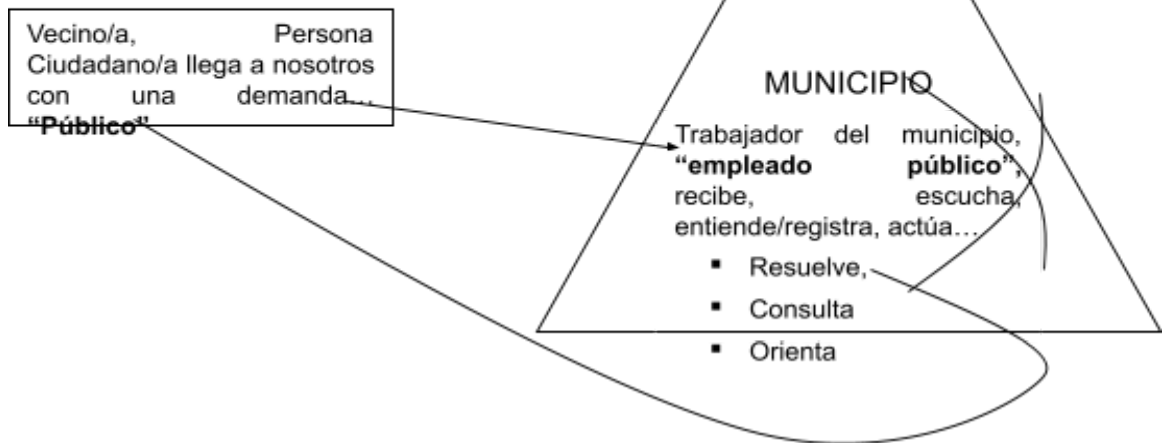 Vecino/a, Persona
Ciudadano/a llega a nosotros
con una demanda…
“Público”
MUNICIPIO
Trabajador del municipio,
“empleado público”,
recibe, escucha,
entiende/registra, actúa…
▪ Resuelve,
▪ Consulta
▪ Orienta